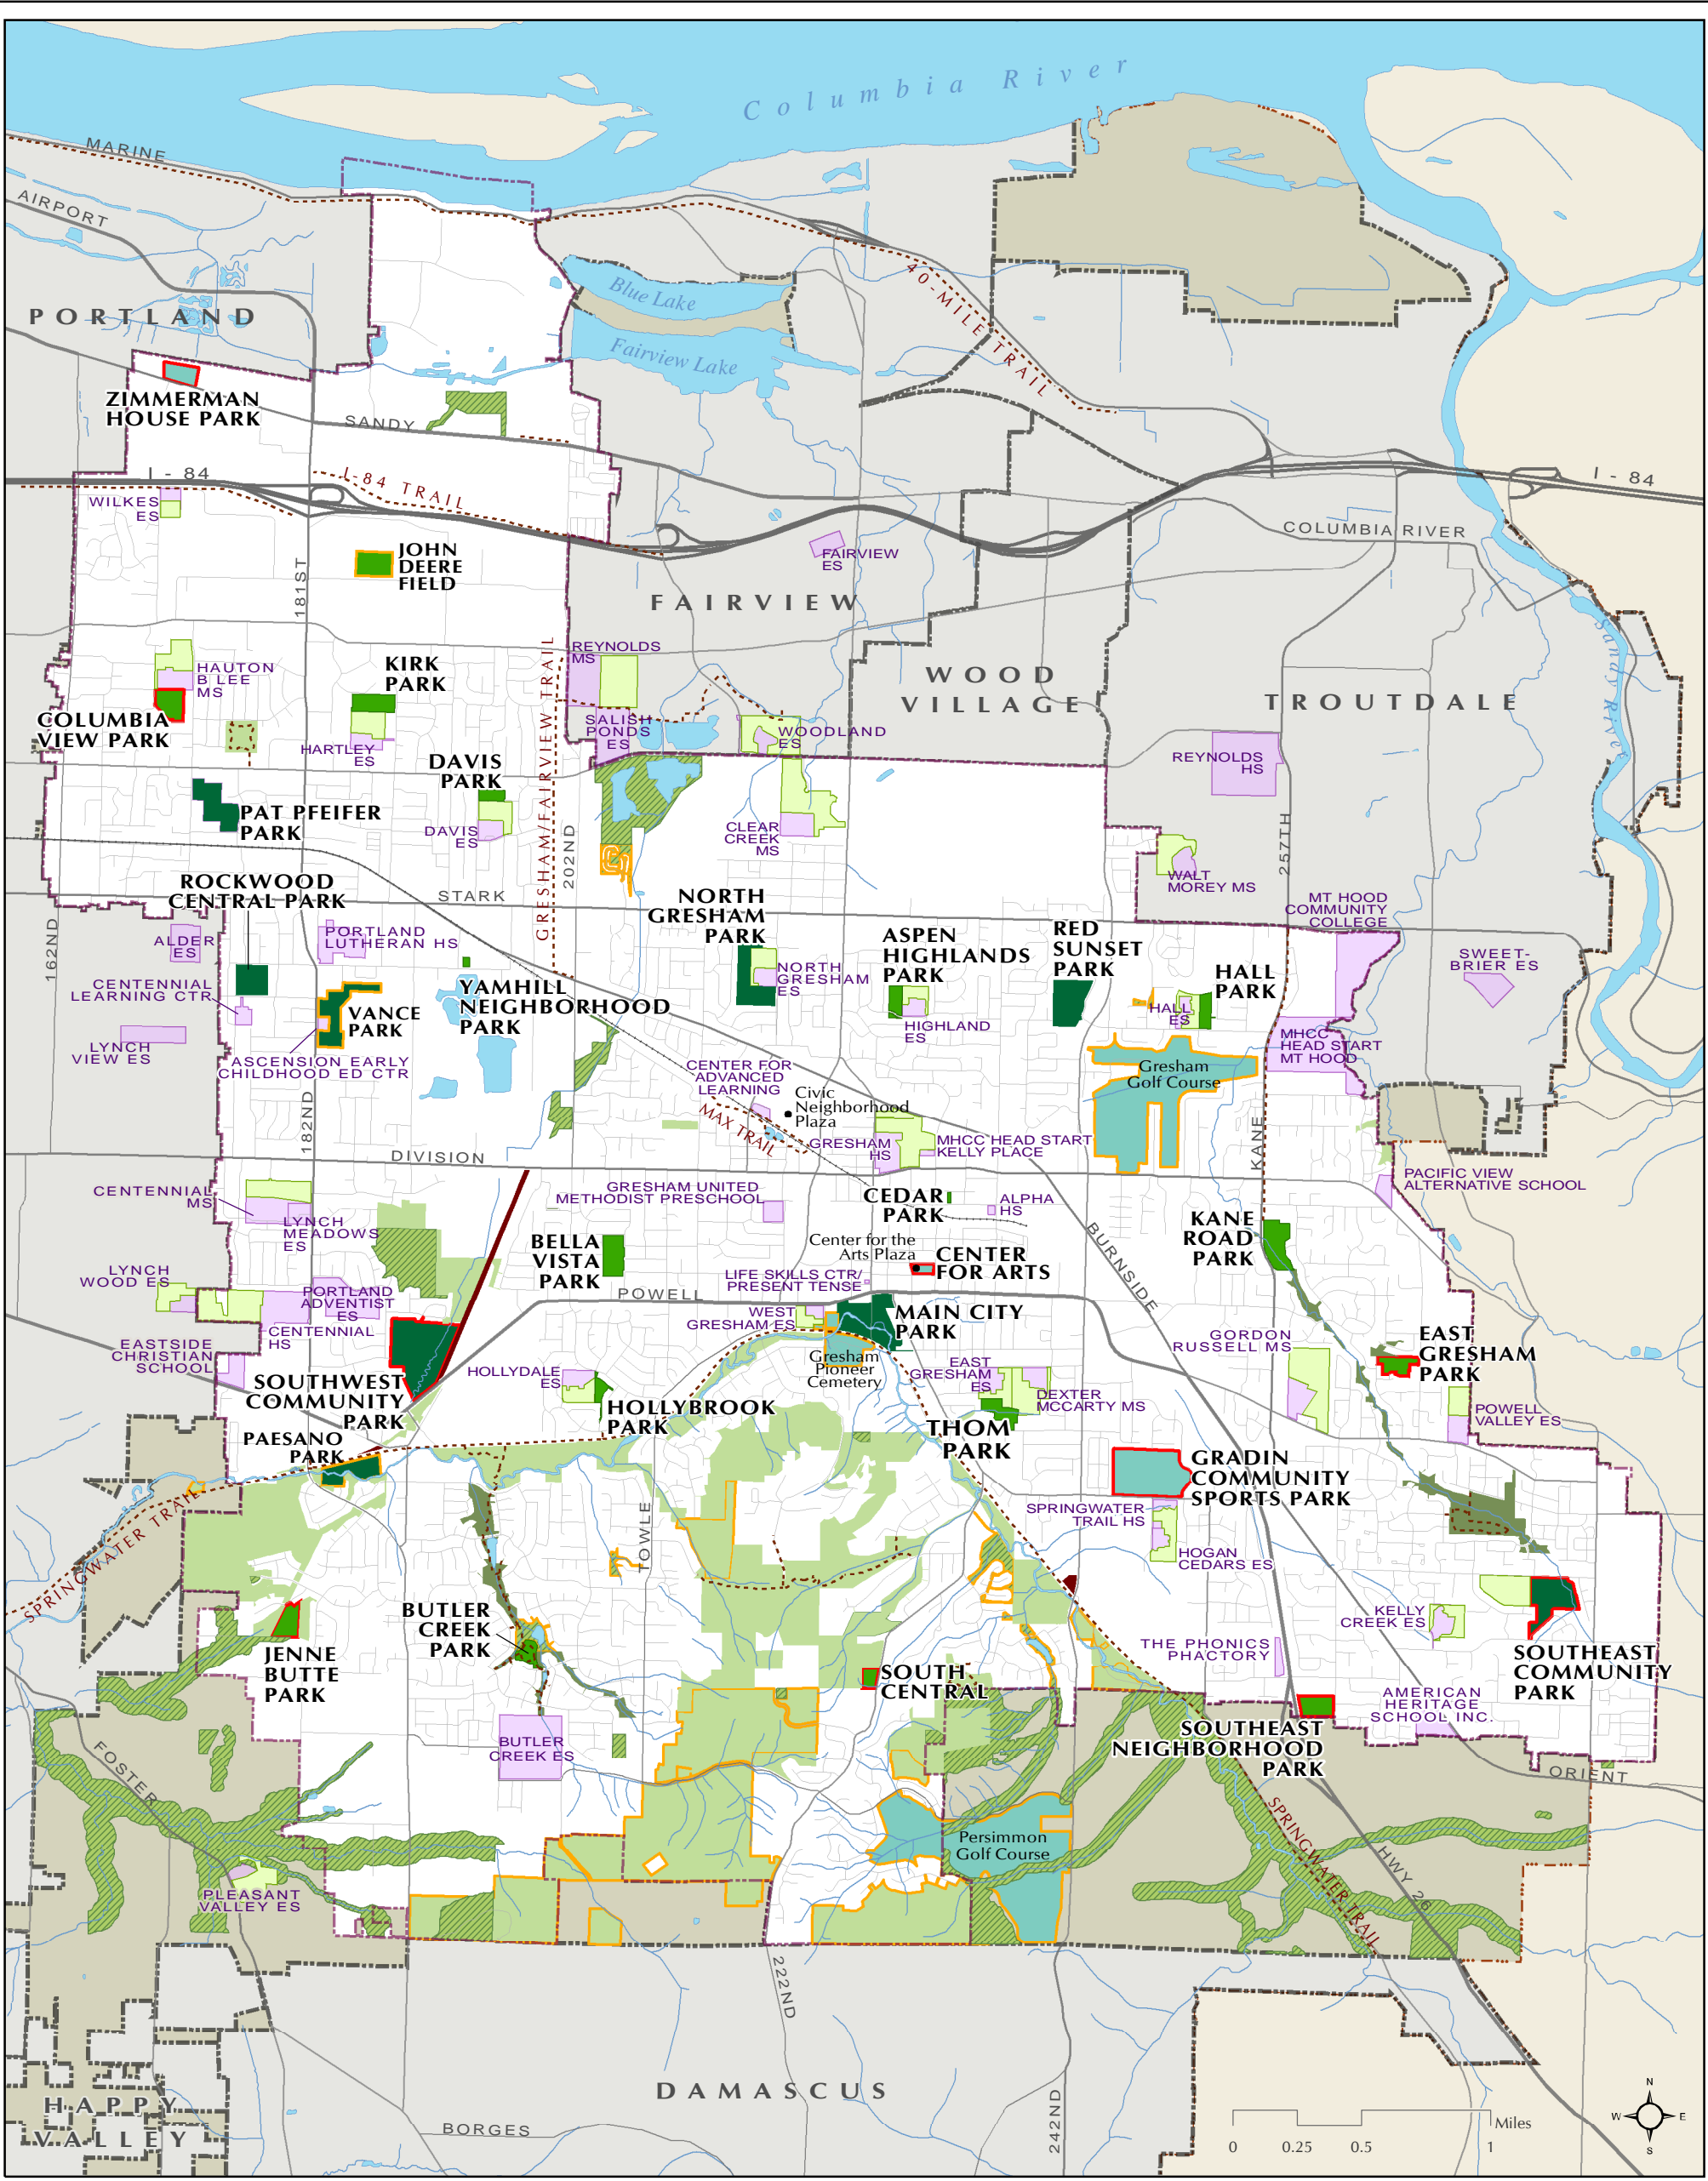 Columbia River
MARINE
AIRPORT
PORTLAND
Blue Lake
Fairview Lake
40-MILE TRAIL
ZIMMERMAN
HOUSE PARK
SANDY
I - 84
I-84 TRAIL
I - 84
WILKES
ES
COLUMBIA RIVER
JOHN
DEERE
FIELD
FAIRVIEW
ES
181ST
FAIRVIEW
Sandy River
REYNOLDS
MS
HAUTON
B LEE
MS
KIRK
PARK
WOOD
VILLAGE
TROUTDALE
COLUMBIA
VIEW PARK
HARTLEY
ES
SALISH
PONDS
ES
WOODLAND
ES
GRESHAM/FAIRVIEW TRAIL
DAVIS
PARK
REYNOLDS
HS
PAT PFEIFER
PARK
DAVIS
ES
202ND
CLEAR
CREEK
MS
257TH
WALT
MOREY MS
ROCKWOOD
CENTRAL PARK
STARK
NORTH
GRESHAM
PARK
MT HOOD
COMMUNITY
COLLEGE
162ND
ALDER
ES
PORTLAND
LUTHERAN HS
ASPEN
HIGHLANDS
PARK
RED
SUNSET
PARK
SWEET-
BRIER ES
NORTH
GRESHAM
ES
HALL
PARK
CENTENNIAL
LEARNING CTR
YAMHILL
NEIGHBORHOOD
PARK
VANCE
PARK
HALL
ES
HIGHLAND
ES
LYNCH
VIEW ES
ASCENSION EARLY
CHILDHOOD ED CTR
MHCC
HEAD START
MT HOOD
CENTER FOR
ADVANCED
LEARNING
Gresham
Golf Course
Civic
Neighborhood
Plaza
MAX TRAIL
182ND
GRESHAM
HS
MHCC HEAD START
KELLY PLACE
KANE
DIVISION
PACIFIC VIEW
ALTERNATIVE SCHOOL
CENTENNIAL
MS
GRESHAM UNITED
METHODIST PRESCHOOL
CEDAR
PARK
ALPHA
HS
LYNCH
MEADOWS
ES
KANE
ROAD
PARK
BURNSIDE
BELLA
VISTA
PARK
Center for the
Arts Plaza
CENTER
FOR ARTS
LYNCH
WOOD ES
LIFE SKILLS CTR/
PRESENT TENSE
PORTLAND
ADVENTIST
ES
POWELL
WEST
GRESHAM ES
MAIN CITY
PARK
CENTENNIAL
HS
GORDON
RUSSELL MS
EAST
GRESHAM
PARK
EASTSIDE
CHRISTIAN
SCHOOL
Gresham
Pioneer
Cemetery
EAST
GRESHAM
ES
HOLLYDALE
ES
SOUTHWEST
COMMUNITY
PARK
DEXTER
MCCARTY MS
HOLLYBROOK
PARK
POWELL
VALLEY ES
THOM
PARK
PAESANO
PARK
GRADIN
COMMUNITY
SPORTS PARK
SPRINGWATER TRAIL
TOWLE
SPRINGWATER
TRAIL HS
HOGAN
CEDARS ES
BUTLER
CREEK
PARK
KELLY
CREEK ES
JENNE
BUTTE
PARK
THE PHONICS
PHACTORY
SOUTHEAST
COMMUNITY
PARK
SOUTH
CENTRAL
AMERICAN
HERITAGE
SCHOOL INC.
SOUTHEAST
NEIGHBORHOOD
PARK
BUTLER
CREEK ES
FOSTER
ORIENT
SPRINGWATER TRAIL
Persimmon
Golf Course
HWY 26
PLEASANT
VALLEY ES
222ND
DAMASCUS
HAPPY
VALLEY
BORGES
242ND
Miles
0 0.25 0.5 1
N
W E
S